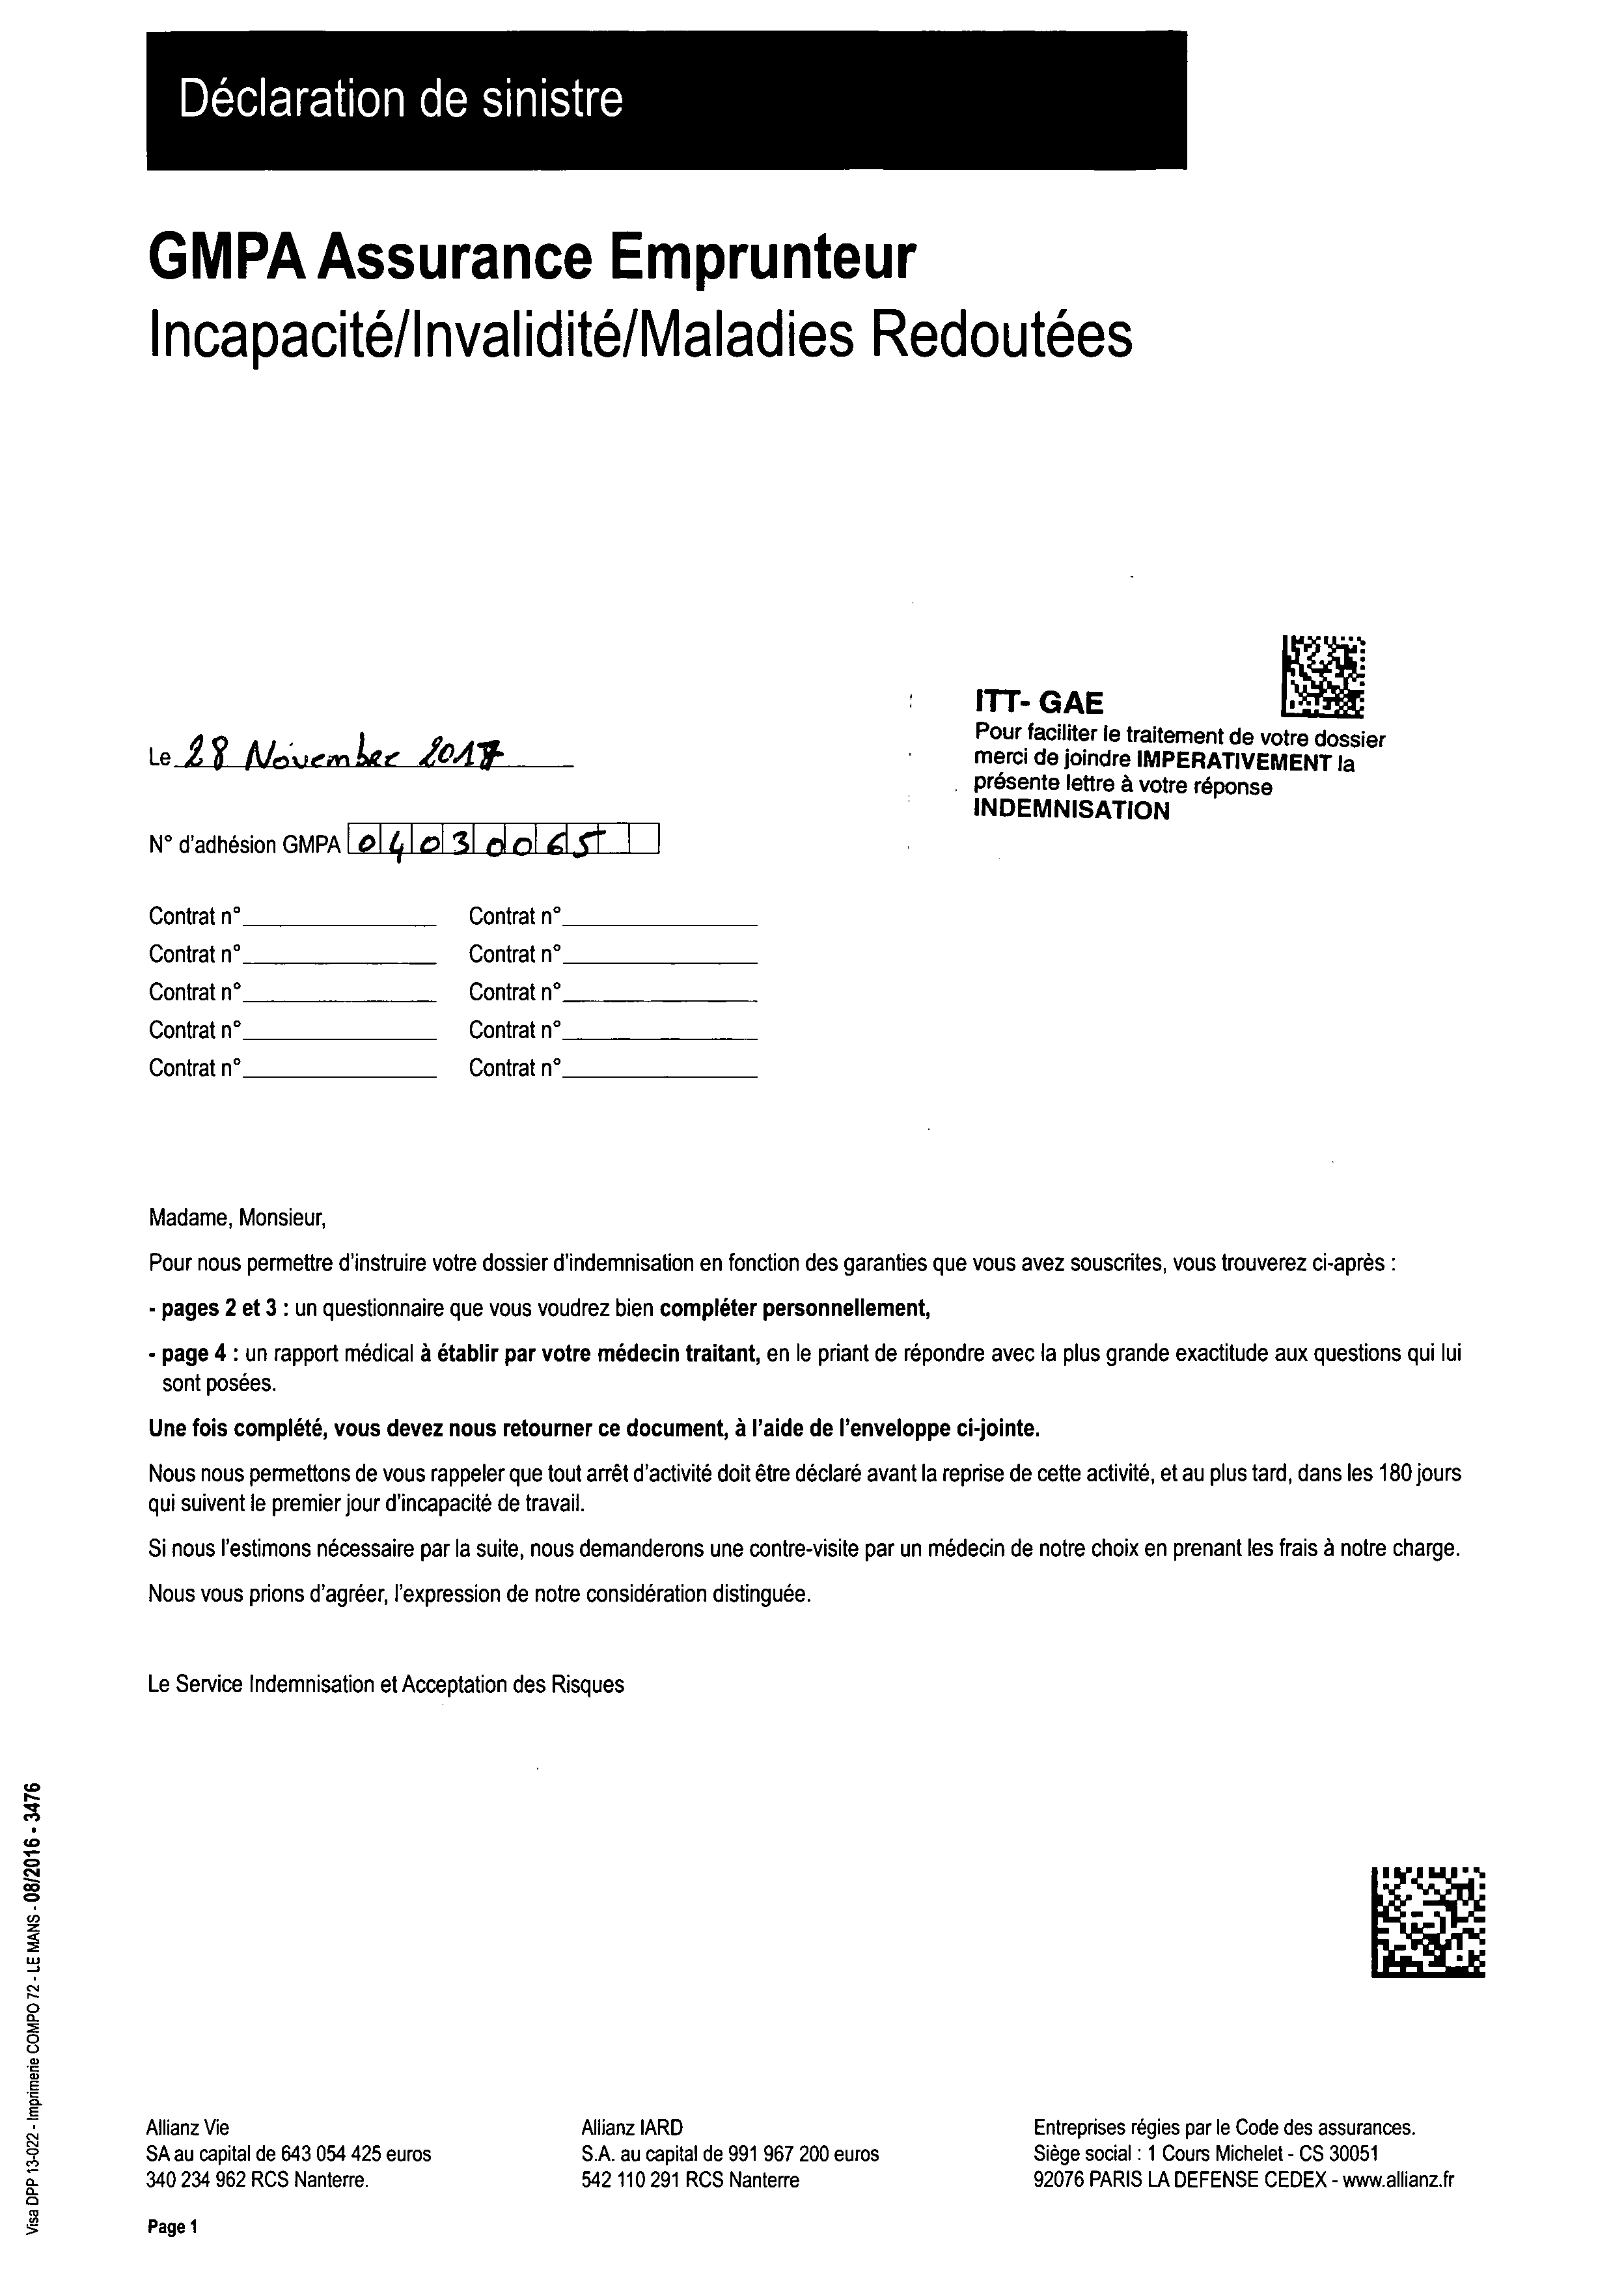 Déclaration de sinistre
GMPA Assurance Emprunteur
Incapacité/Invalidité/Maladies Redoutées
ITT- GAE
Pour faciliter le traitement de votre dossier
merci de joindre IMPERATIVEMENT la
présente lettre à votre réponse
INDEMNISATION
Le 28 November 2017
N° d'adhésion GMPA 04030065
Contrat n° Contrat n°
Contrat n° Contrat n°
Contrat n° Contrat n°
Contrat n° Contrat n°
Contrat n° Contrat n°
Madame, Monsieur,
Pour nous permettre d'instruire votre dossier d'indemnisation en fonction des garanties que vous avez souscrites, vous trouverez ci-après :
- pages 2 et 3 : un questionnaire que vous voudrez bien compléter personnellement,
- page 4 : un rapport médical à établir par votre médecin traitant, en le priant de répondre avec la plus grande exactitude aux questions qui lui
sont posées.
Une fois complété, vous devez nous retourner ce document, à l'aide de l'enveloppe ci-jointe.
Nous nous permettons de vous rappeler que tout arrêt d'activité doit être déclaré avant la reprise de cette activité, et au plus tard, dans les 180 jours
qui suivent le premier jour d'incapacité de travail.
Si nous l'estimons nécessaire par la suite, nous demanderons une contre-visite par un médecin de notre choix en prenant les frais à notre charge.
Nous vous prions d'agréer, l'expression de notre considération distinguée.
Le Service Indemnisation et Acceptation des Risques
Visa DPP 13-022 - Imprimerie COMPO 72 - LE MANS - 08/2016 - 3476
Allianz Vie
SA au capital de 643 054 425 euros
340 234 962 RCS Nanterre.
Allianz IARD
S.A. au capital de 991 967 200 euros
542 110 291 RCS Nanterre
Entreprises régies par le Code des assurances.
Siège social : 1 Cours Michelet - CS 30051
92076 PARIS LA DEFENSE CEDEX - www.allianz.fr
Page 1